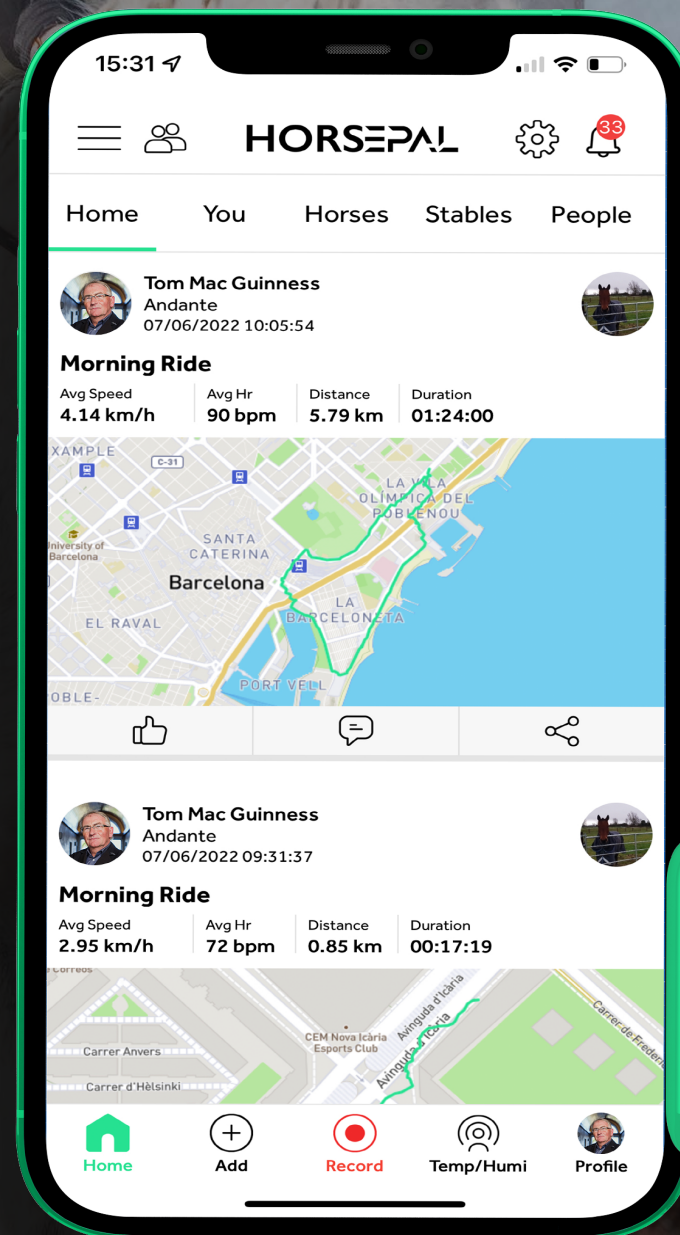 15:31
HORSEPAL
33
Home You Horses Stables People
Tom Mac Guinness
Andante
07/06/2022 10:05:54
Morning Ride
Avg Speed Avg Hr Distance Duration
4.14 km/h 90 bpm 5.79 km 01:24:00
XAMPLE
C-31
LA VILA
OLÍMPICA DEL
POBLENOU
University of
Barcelona
SANTA
CATERINA
Barcelona
LA
BARCELONETA
EL RAVAL
PORT VELL
OBLE-
Tom Mac Guinness
Andante
07/06/2022 09:31:37
Morning Ride
Avg Speed Avg Hr Distance Duration
2.95 km/h 72 bpm 0.85 km 00:17:19
Correos
Avinguda d'Icària
CEM Nova Icària
Esports Club
Carrer de Frederic
Carrer Anvers
Avinguda d'Icària
Carrer d'Hèlsinki
Home Add Record Temp/Humi Profile